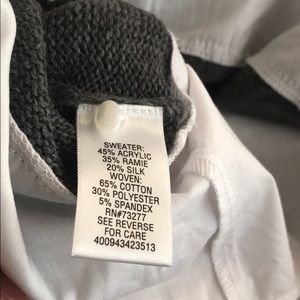 SWEATER:
45% ACRYLIC
35% RAMIE
20% SILK
WOVEN:
65% COTTON
30% POLYESTER
5% SPANDEX
RN#73277
SEE REVERSE
FOR CARE
400943423513